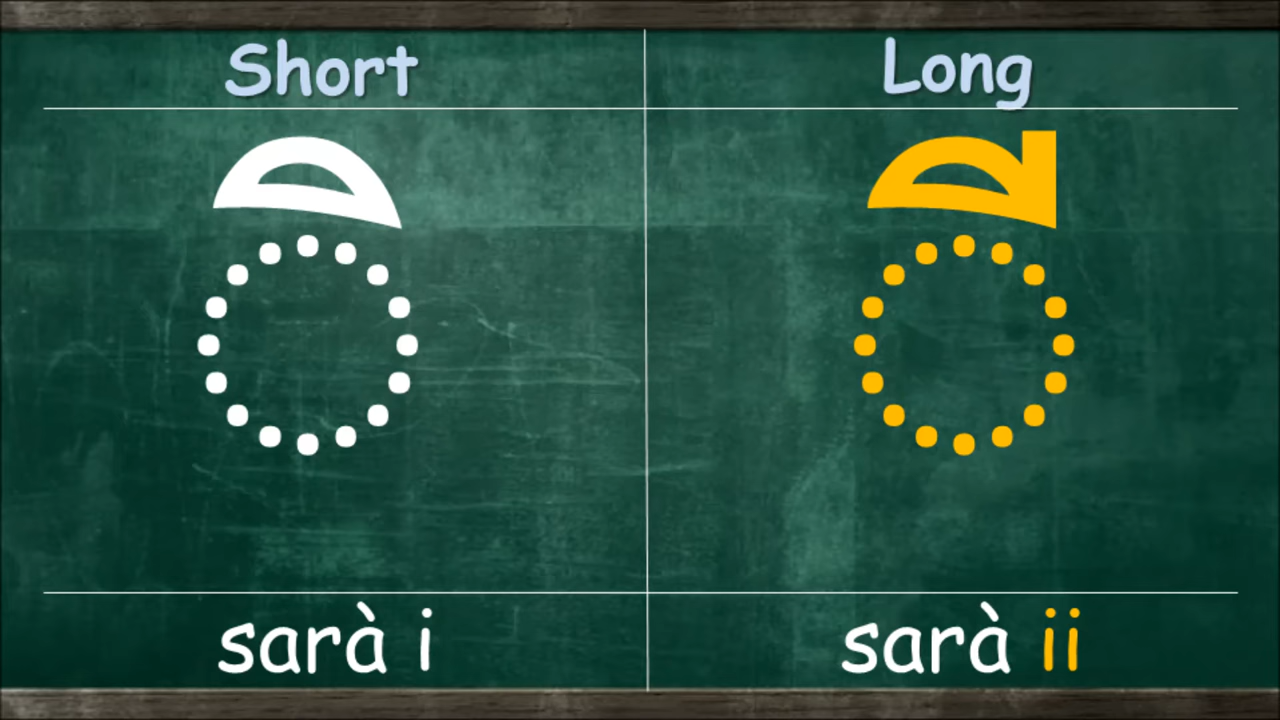 Short
Long
◌ิ
◌ี
sarà i
sarà ii